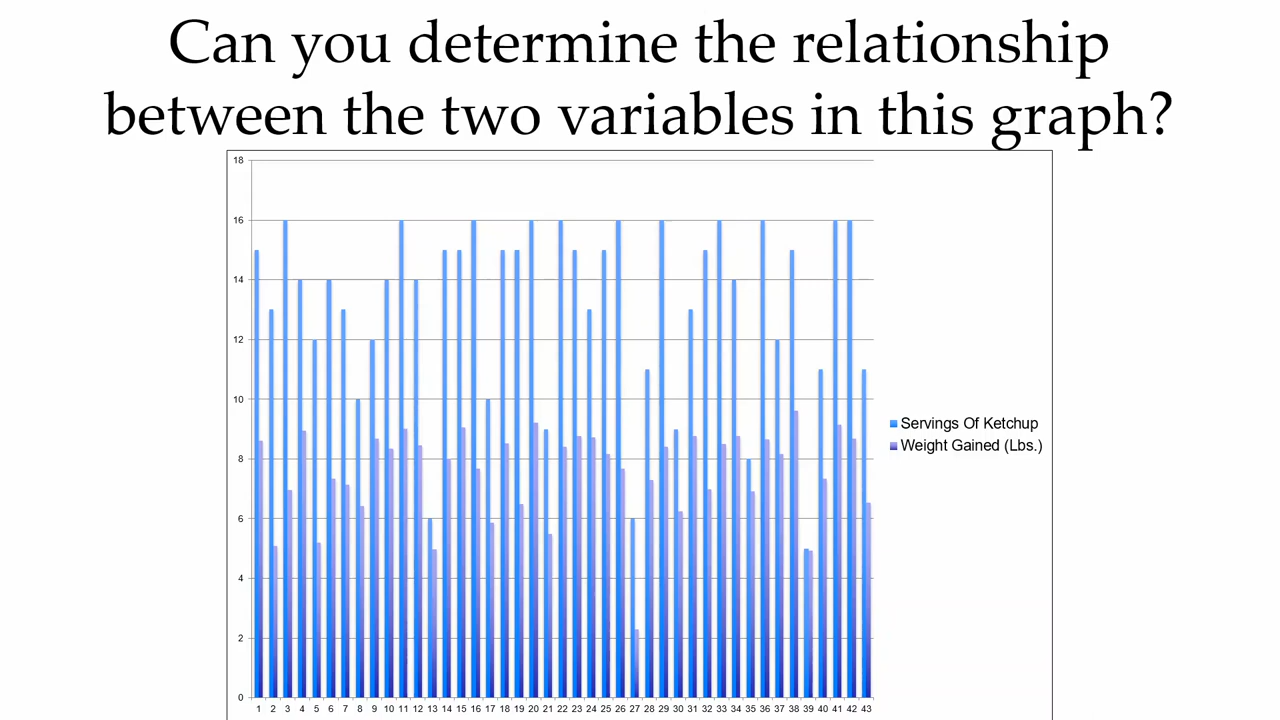 Can you determine the relationship
between the two variables in this graph?
18
16
14
12
10
8
6
4
2
0
Servings Of Ketchup
Weight Gained (Lbs.)
1 2 3 4 5 6 7 8 9 10 11 12 13 14 15 16 17 18 19 20 21 22 23 24 25 26 27 28 29 30 31 32 33 34 35 36 37 38 39 40 41 42 43